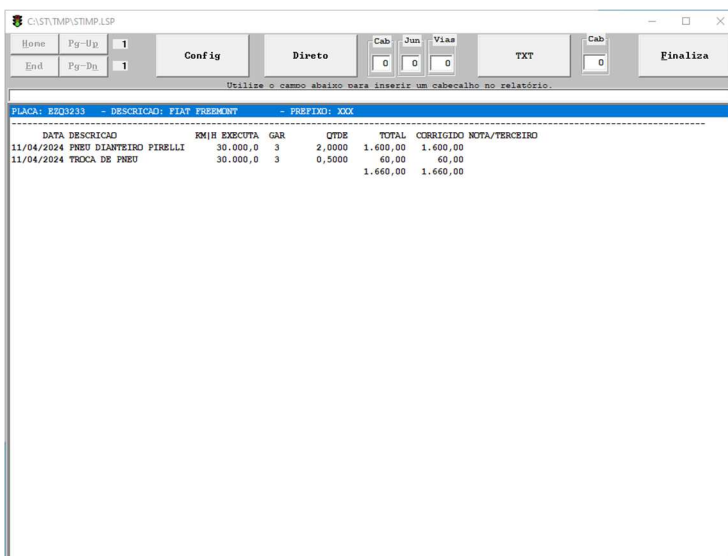 C:\ST\TMP\STIMP.LSP
Home Pg-Up 1 Config Direto Cab Jun Vias TXT Cab Finaliza
End Pg-Dn 1 0 0 0 0
Utilize o campo abaixo para inserir um cabecalho no relatório.
PLACA: EZQ3233 - DESCRICAO: FIAT FREEMONT - PREFIXO: XXX
DATA DESCRICAO KM|H EXECUTA GAR QTDE TOTAL CORRIGIDO NOTA/TERCEIRO
11/04/2024 PNEU DIANTEIRO PIRELLI 30.000,0 3 2,0000 1.600,00 1.600,00
11/04/2024 TROCA DE PNEU 30.000,0 3 0,5000 60,00 60,00
1.660,00 1.660,00